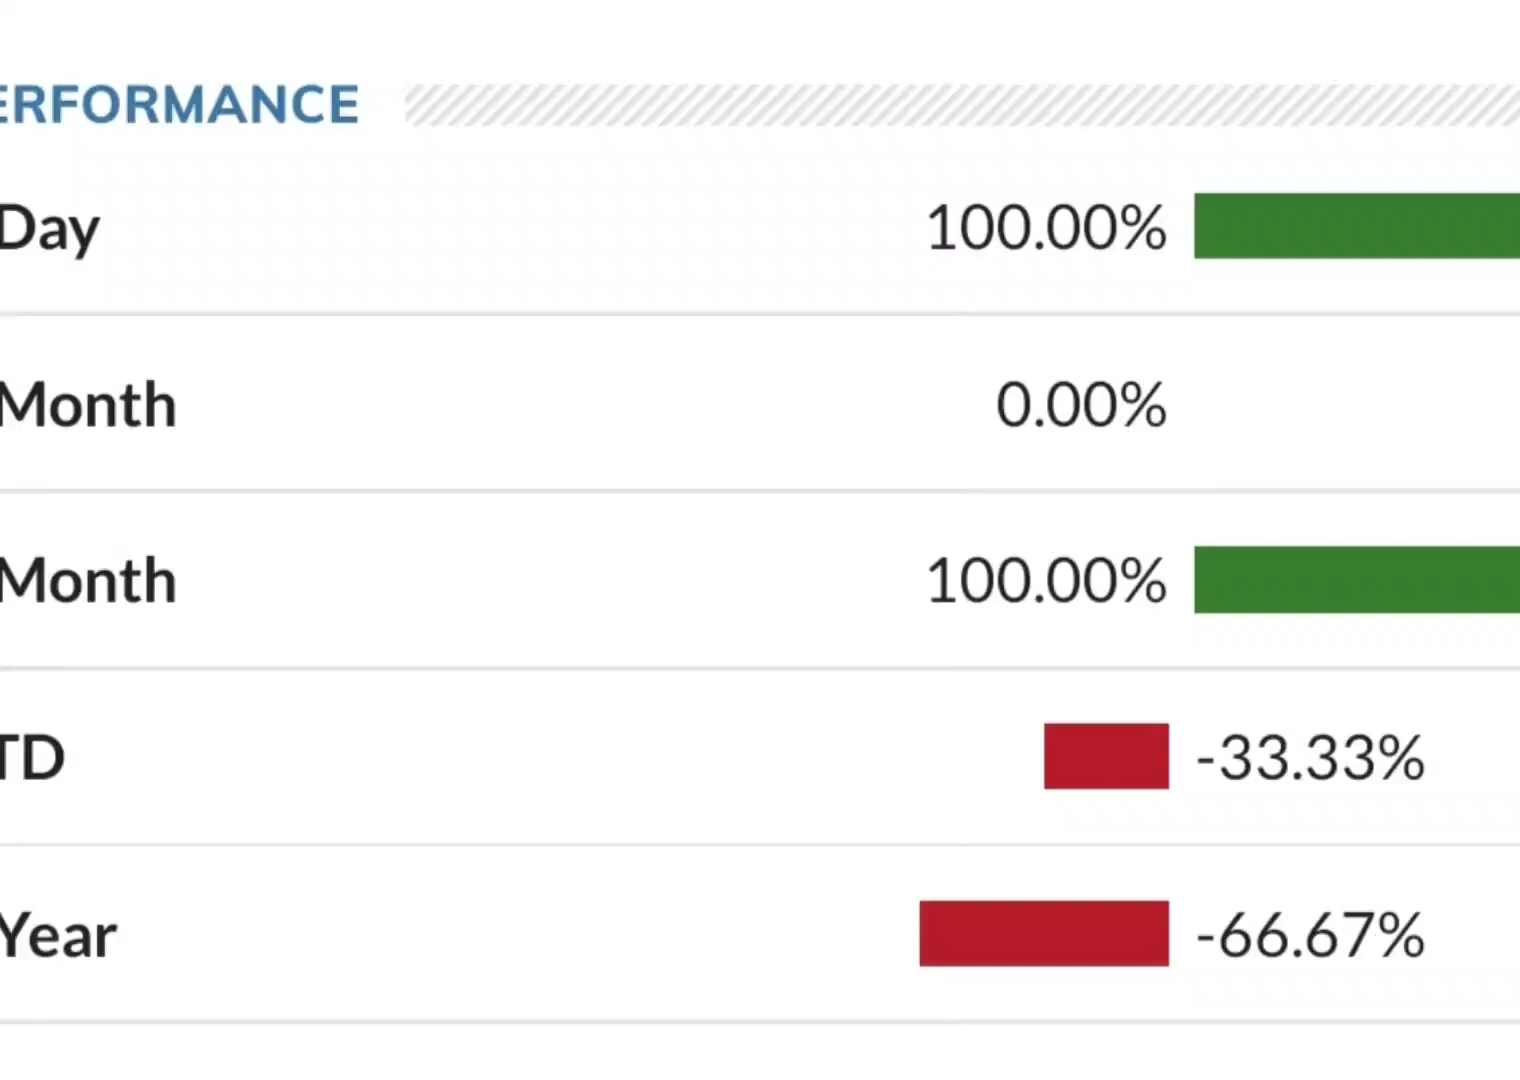 ERFORMANCE
Day 100.00%
Month 0.00%
Month 100.00%
TD -33.33%
Year -66.67%